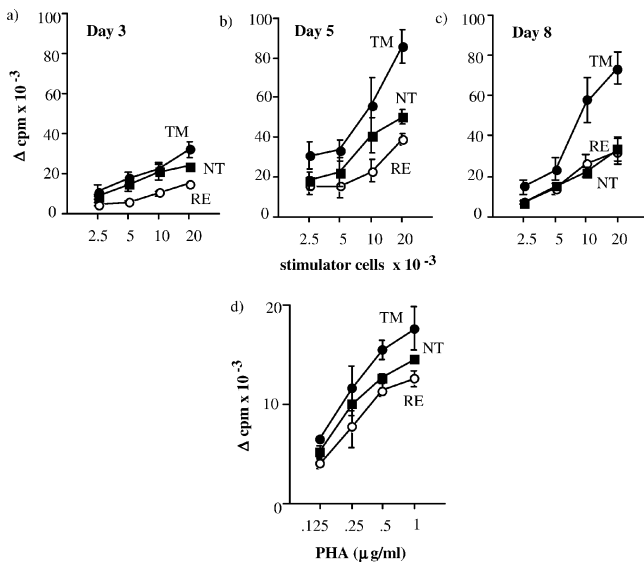 a)
Day 3
100
80
60
40
20
0
Δ cpm x 10⁻³
TM
NT
RE
2.5 5 10 20
b)
Day 5
100
80
60
40
20
0
TM
NT
RE
2.5 5 10 20
stimulator cells x 10⁻³
c)
Day 8
100
80
60
40
20
0
TM
RE
NT
2.5 5 10 20
d)
20
10
0
Δ cpm x 10⁻³
TM
NT
RE
.125 .25 .5 1
PHA (μg/ml)